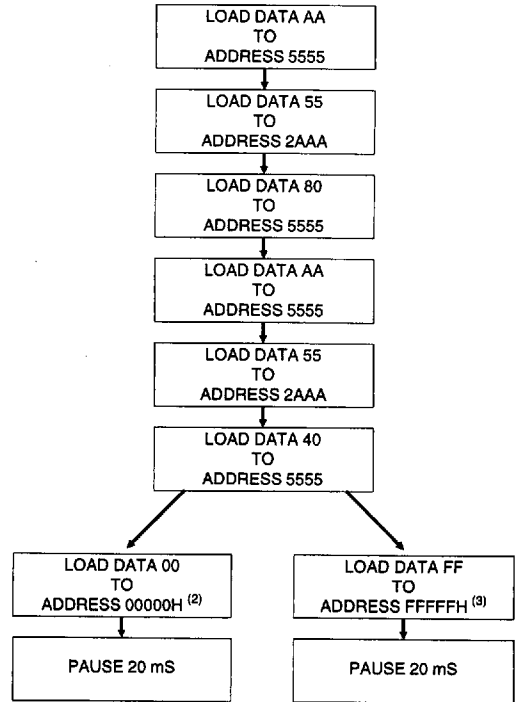 LOAD DATA AA
TO
ADDRESS 5555
LOAD DATA 55
TO
ADDRESS 2AAA
LOAD DATA 80
TO
ADDRESS 5555
LOAD DATA AA
TO
ADDRESS 5555
LOAD DATA 55
TO
ADDRESS 2AAA
LOAD DATA 40
TO
ADDRESS 5555
LOAD DATA 00
TO
ADDRESS 00000H (2)
PAUSE 20 mS
LOAD DATA FF
TO
ADDRESS FFFFFH (3)
PAUSE 20 mS